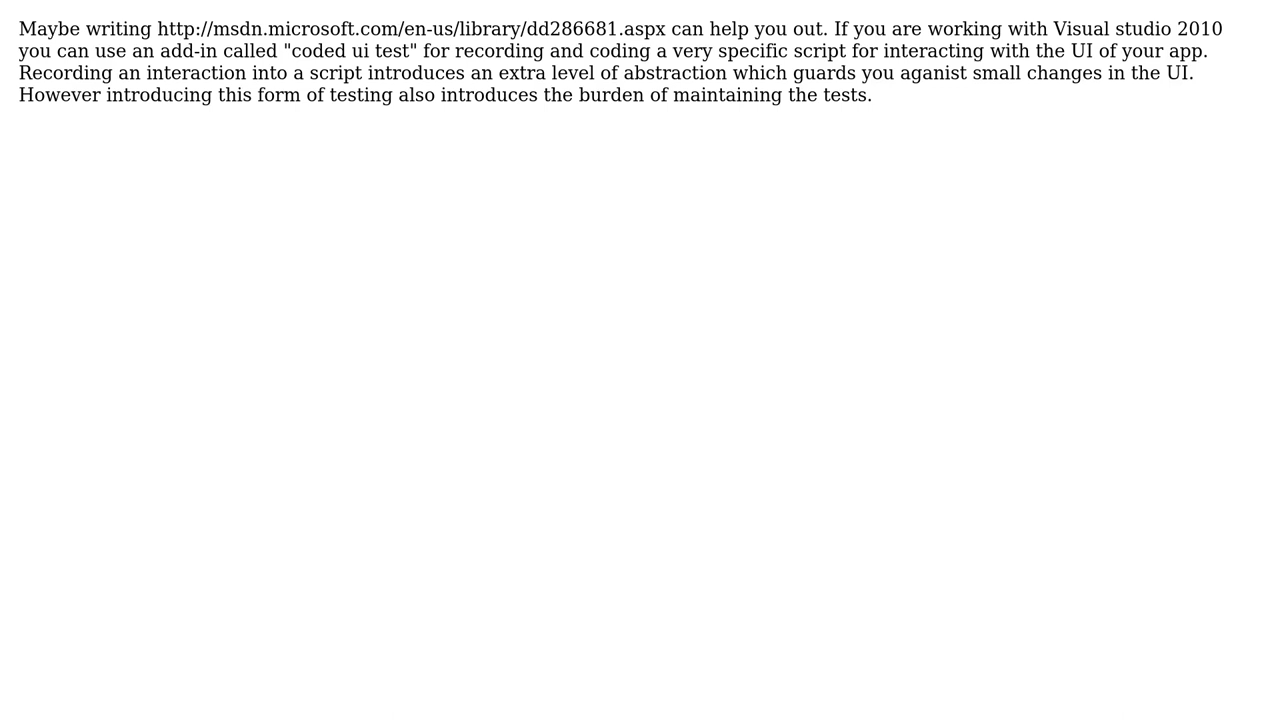 Maybe writing http://msdn.microsoft.com/en-us/library/dd286681.aspx can help you out. If you are working with Visual studio 2010
you can use an add-in called "coded ui test" for recording and coding a very specific script for interacting with the UI of your app.
Recording an interaction into a script introduces an extra level of abstraction which guards you aganist small changes in the UI.
However introducing this form of testing also introduces the burden of maintaining the tests.